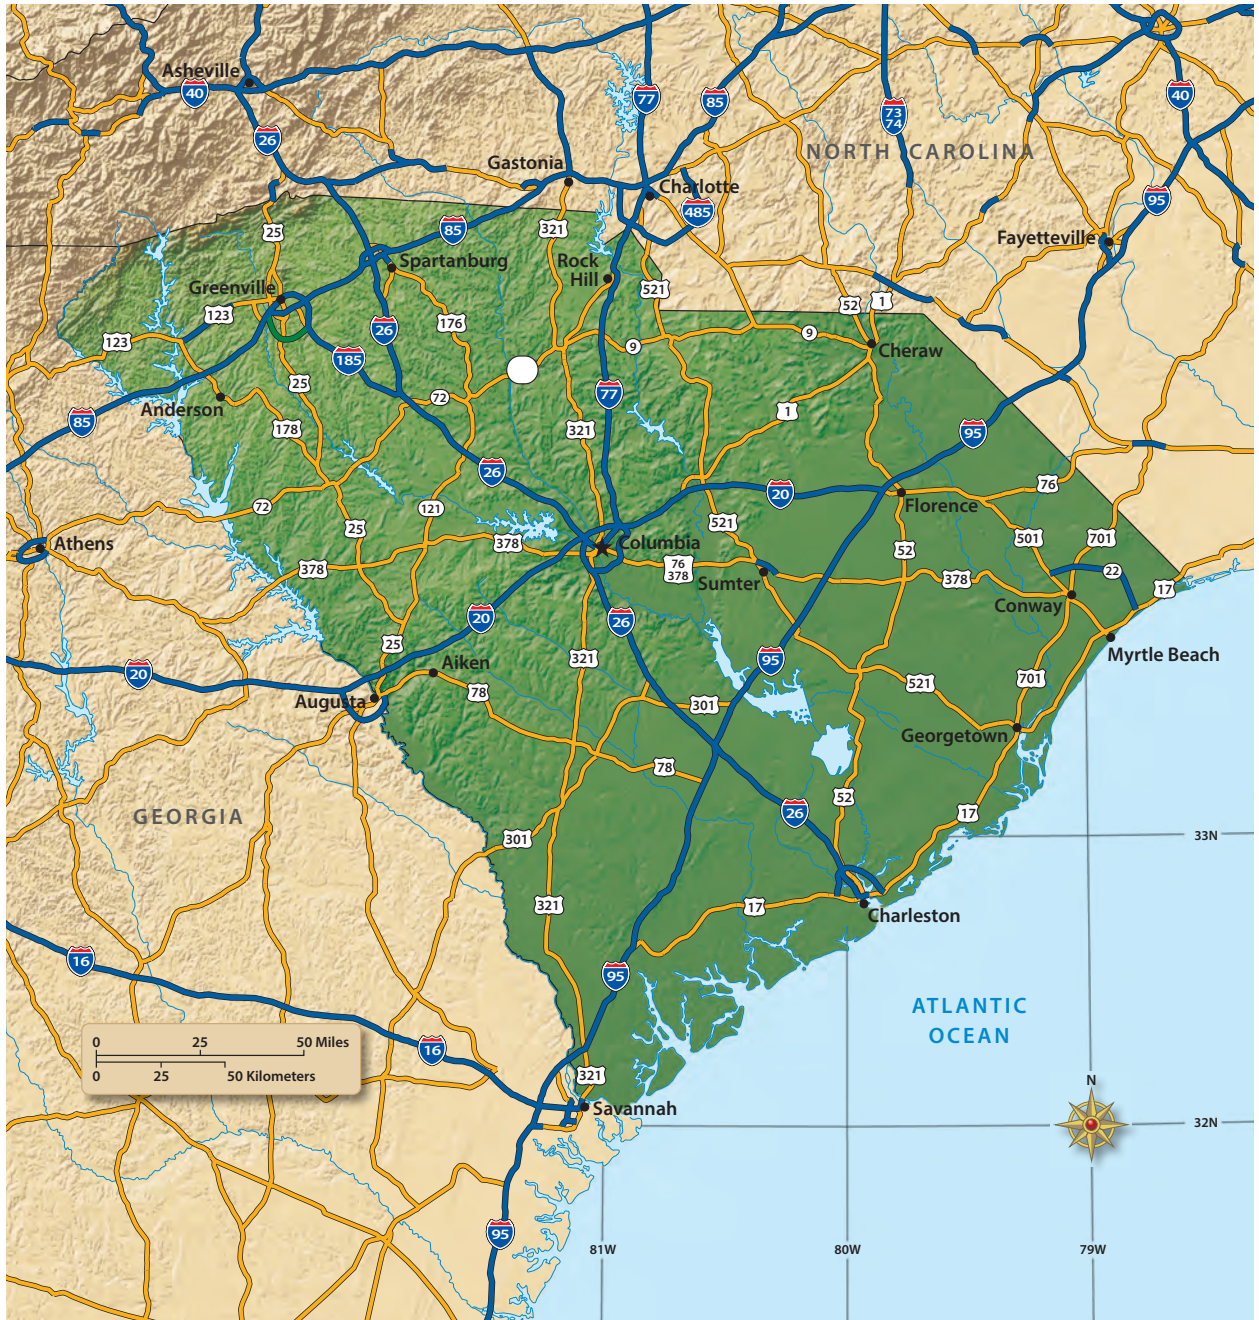 Asheville
40
77
85
40
73
74
26
NORTH CAROLINA
Gastonia
Charlotte
95
485
321
85
25
Fayetteville
Spartanburg
Rock
Hill
Greenville
521
52
1
123
176
26
9
9
123
Cheraw
185
25
77
72
Anderson
1
85
178
321
95
26
20
76
72
121
Florence
521
25
501
701
Athens
378
Columbia
52
76
378
378
Sumter
378
22
17
Conway
20
26
25
321
95
Myrtle Beach
Aiken
20
78
521
701
Augusta
301
Georgetown
78
52
26
17
GEORGIA
33N
301
321
17
Charleston
16
95
ATLANTIC
OCEAN
0 25 50 Miles
0 25 50 Kilometers
16
321
N
Savannah
32N
95
81W
80W
79W